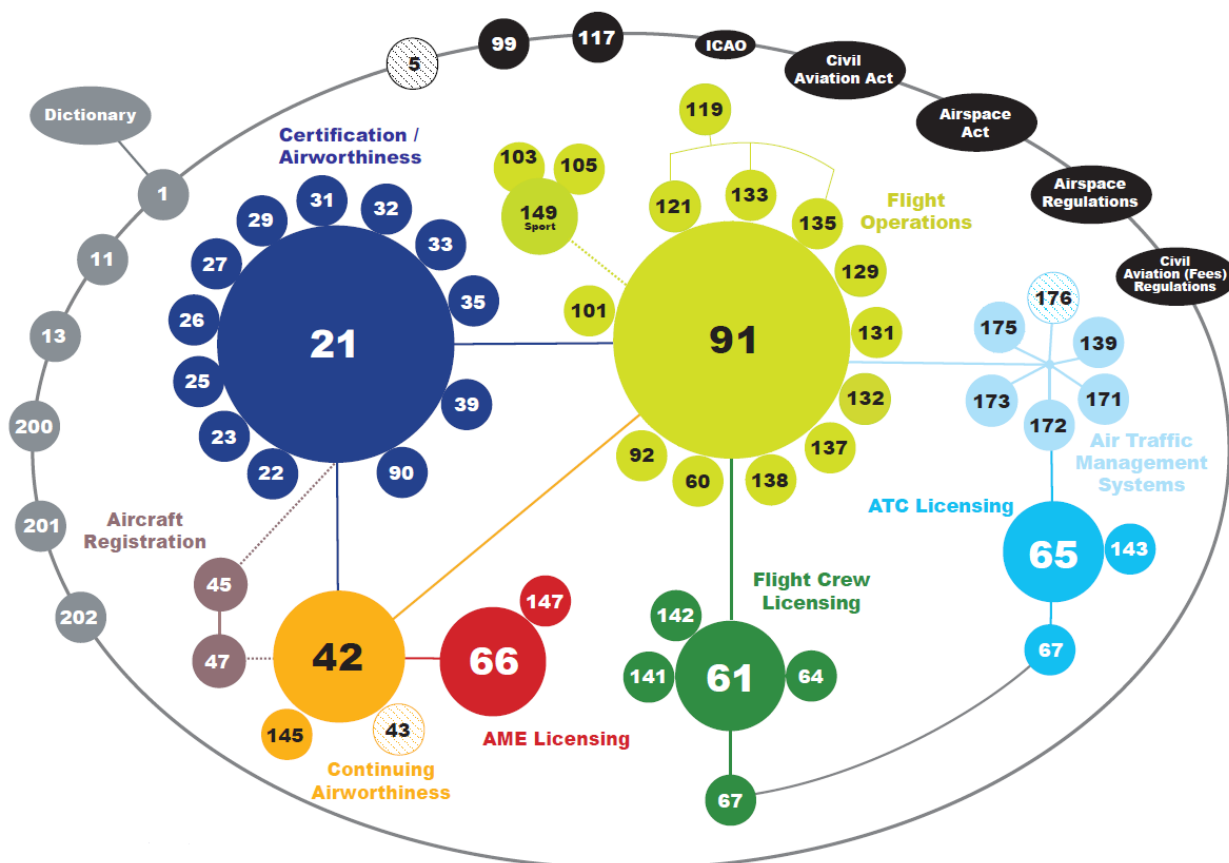 5
99
117
ICAO
Civil
Aviation Act
Airspace
Act
Airspace
Regulations
Civil
Aviation (Fees)
Regulations
Dictionary
1
11
13
200
201
202
Certification /
Airworthiness
21
31
32
33
35
39
90
22
23
25
26
27
29
103
105
149
Sport
101
119
121
133
135
Flight
Operations
129
131
132
137
138
60
92
91
176
175
139
173
171
172
Air Traffic
Management
Systems
ATC Licensing
65
143
67
Aircraft
Registration
45
47
42
145
43
Continuing
Airworthiness
66
147
AME Licensing
Flight Crew
Licensing
142
141
61
64
67